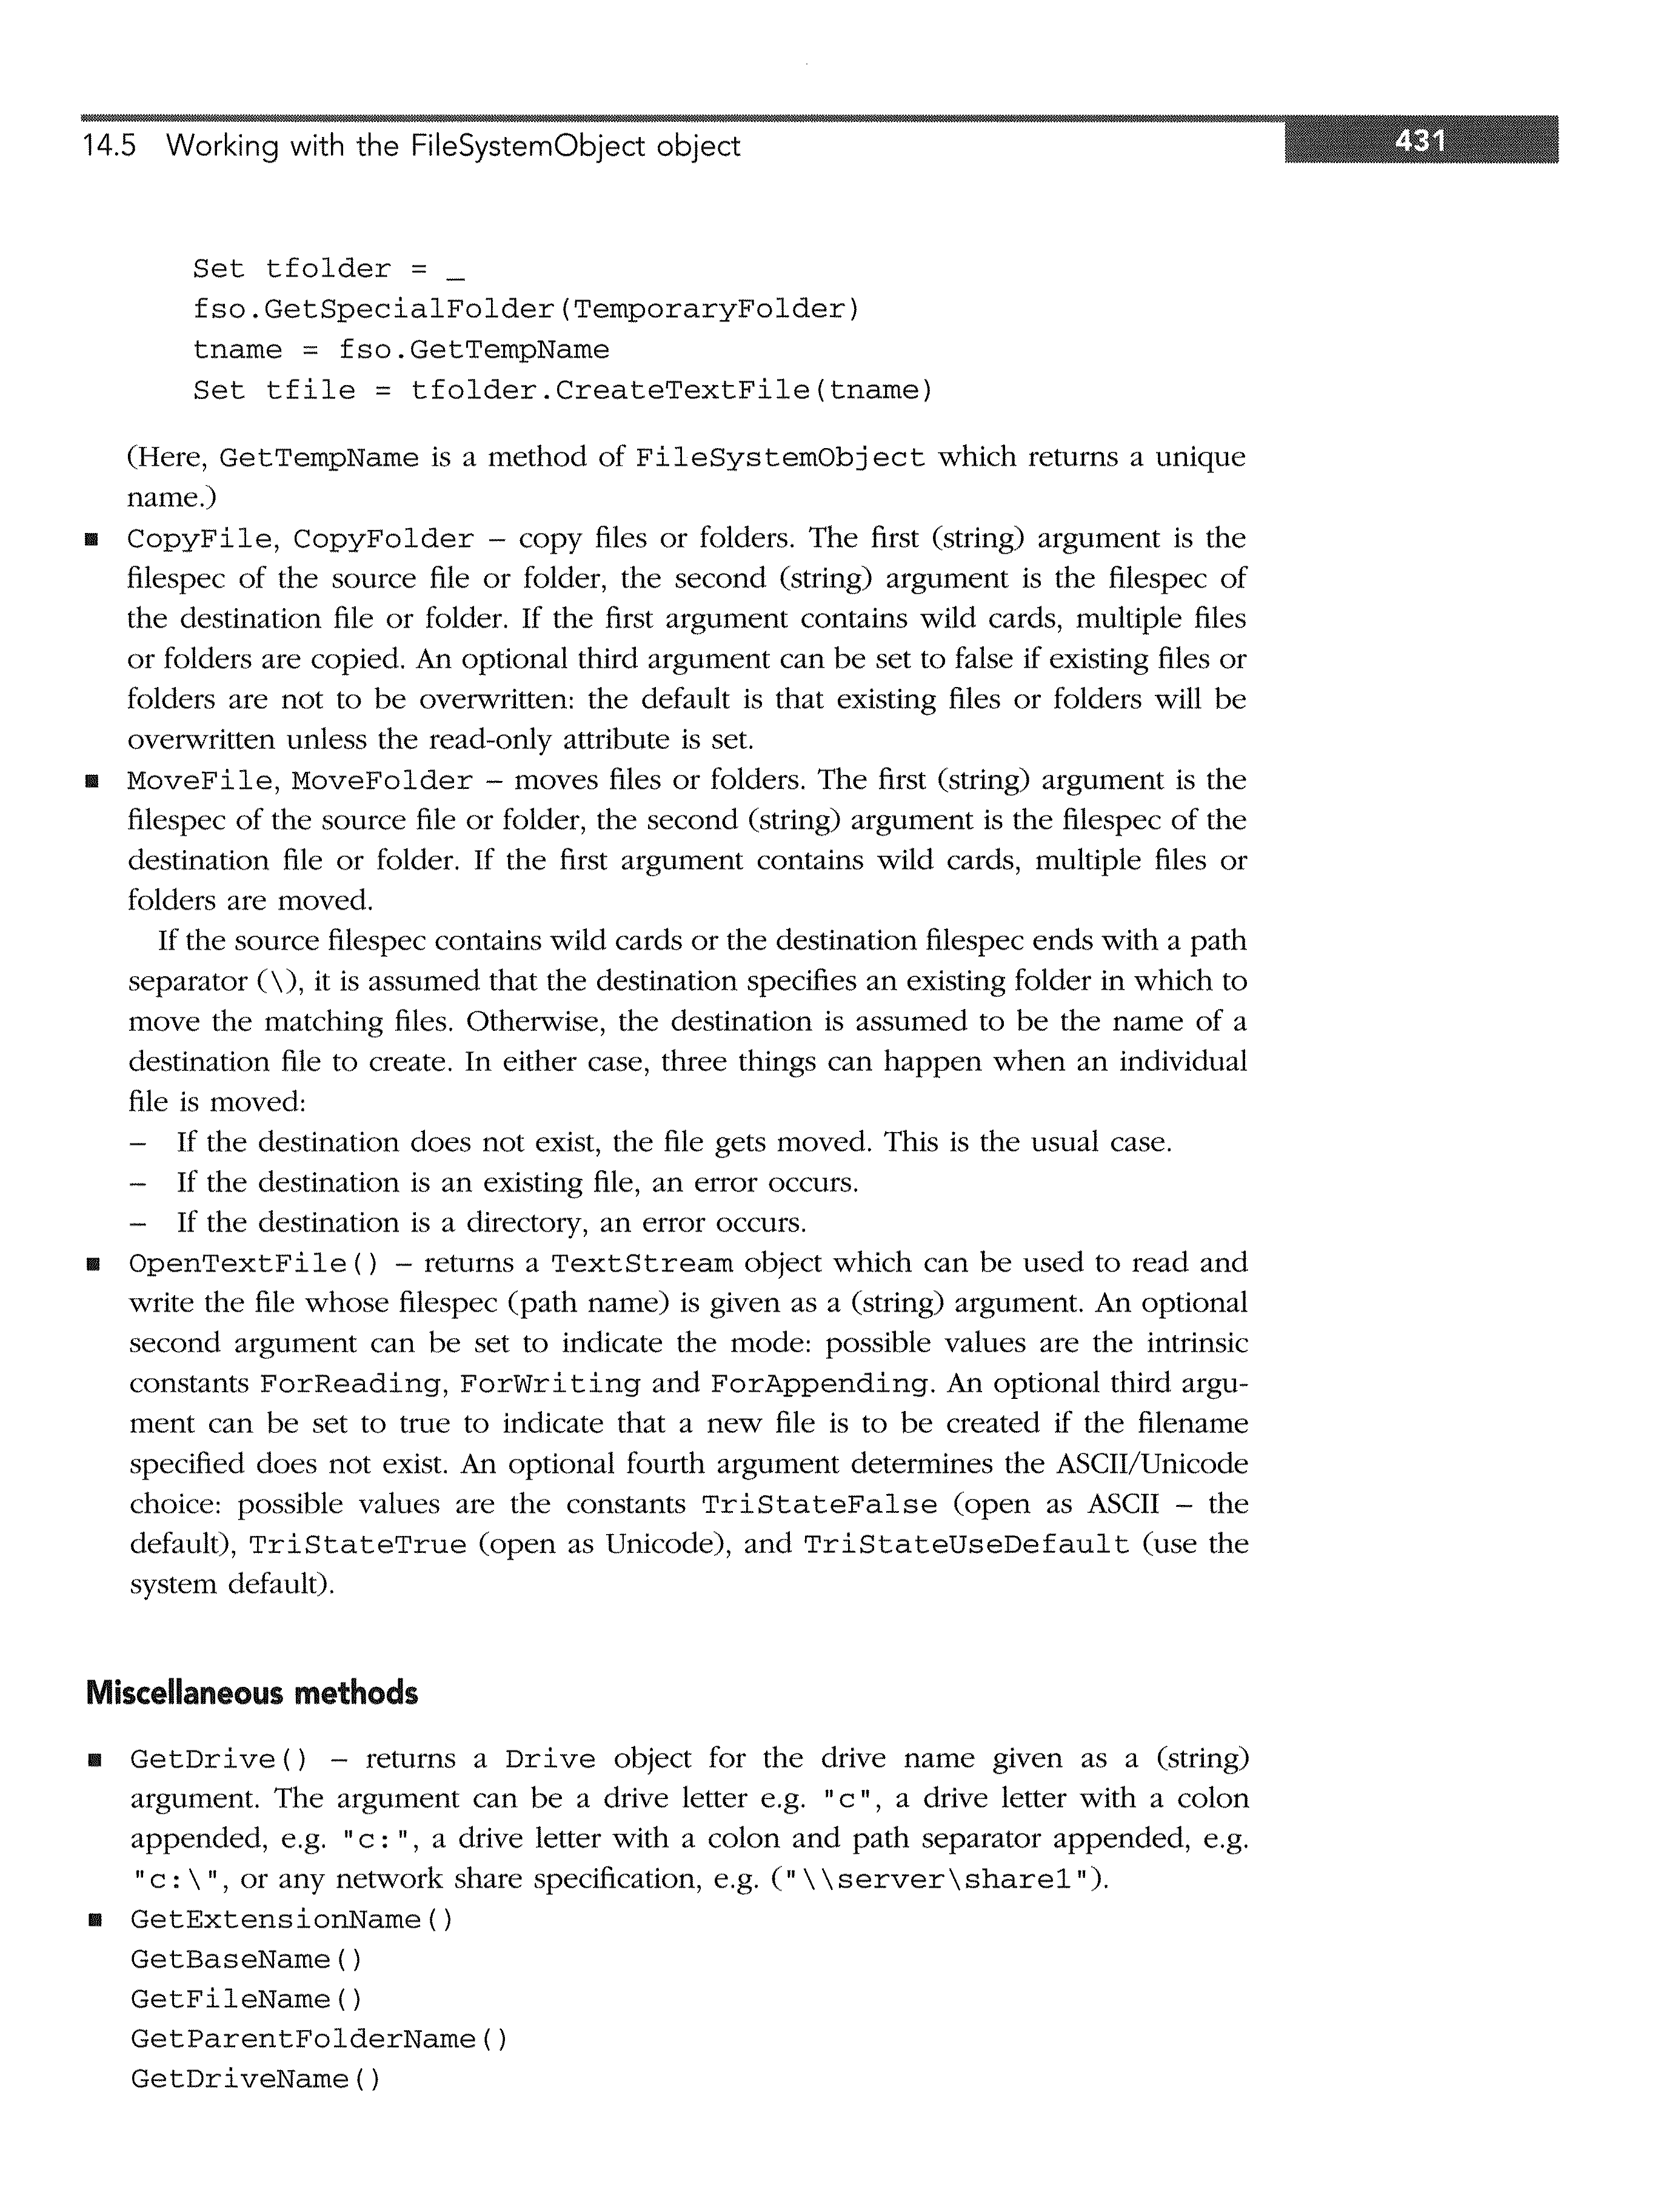 14.5 Working with the FileSystemObject object
431
Set tfolder = _
fso.GetSpecialFolder(TemporaryFolder)
tname = fso.GetTempName
Set tfile = tfolder.CreateTextFile(tname)
(Here, GetTempName is a method of FileSystemObject which returns a unique
name.)
■ CopyFile, CopyFolder – copy files or folders. The first (string) argument is the
filespec of the source file or folder, the second (string) argument is the filespec of
the destination file or folder. If the first argument contains wild cards, multiple files
or folders are copied. An optional third argument can be set to false if existing files or
folders are not to be overwritten: the default is that existing files or folders will be
overwritten unless the read-only attribute is set.
■ MoveFile, MoveFolder – moves files or folders. The first (string) argument is the
filespec of the source file or folder, the second (string) argument is the filespec of the
destination file or folder. If the first argument contains wild cards, multiple files or
folders are moved.
If the source filespec contains wild cards or the destination filespec ends with a path
separator (\), it is assumed that the destination specifies an existing folder in which to
move the matching files. Otherwise, the destination is assumed to be the name of a
destination file to create. In either case, three things can happen when an individual
file is moved:
– If the destination does not exist, the file gets moved. This is the usual case.
– If the destination is an existing file, an error occurs.
– If the destination is a directory, an error occurs.
■ OpenTextFile() – returns a TextStream object which can be used to read and
write the file whose filespec (path name) is given as a (string) argument. An optional
second argument can be set to indicate the mode: possible values are the intrinsic
constants ForReading, ForWriting and ForAppending. An optional third argu-
ment can be set to true to indicate that a new file is to be created if the filename
specified does not exist. An optional fourth argument determines the ASCII/Unicode
choice: possible values are the constants TriStateFalse (open as ASCII – the
default), TriStateTrue (open as Unicode), and TriStateUseDefault (use the
system default).
Miscellaneous methods
■ GetDrive() – returns a Drive object for the drive name given as a (string)
argument. The argument can be a drive letter e.g. "c", a drive letter with a colon
appended, e.g. "c:", a drive letter with a colon and path separator appended, e.g.
"c:\", or any network share specification, e.g. ("\\server\share1").
■ GetExtensionName()
GetBaseName()
GetFileName()
GetParentFolderName()
GetDriveName()